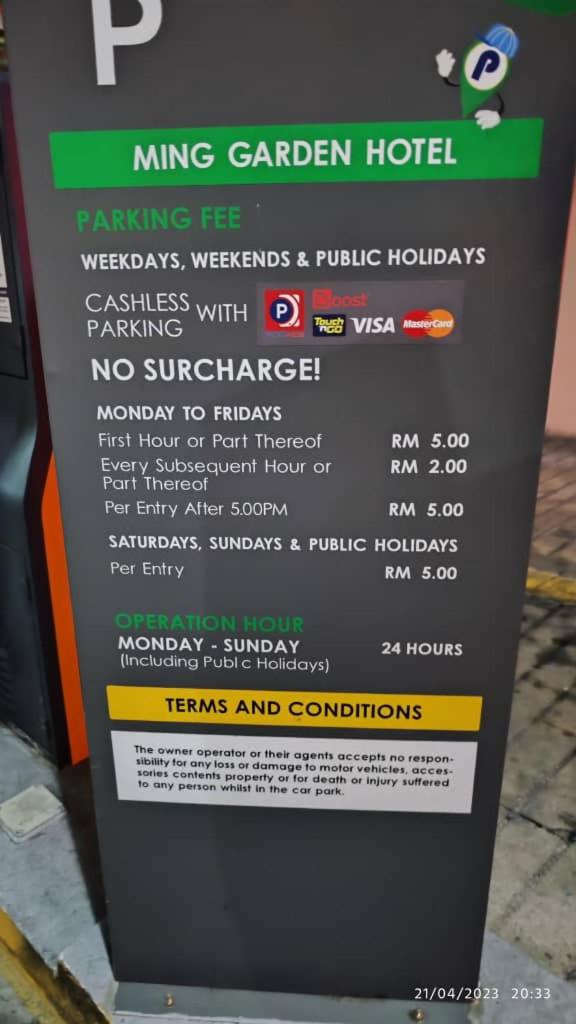 P
P
MING GARDEN HOTEL
PARKING FEE
WEEKDAYS, WEEKENDS & PUBLIC HOLIDAYS
CASHLESS PARKING WITH
P
Boost
Touch 'n GO VISA MasterCard
NO SURCHARGE!
MONDAY TO FRIDAYS
First Hour or Part Thereof RM 5.00
Every Subsequent Hour or RM 2.00
Part Thereof
Per Entry After 5.00PM RM 5.00
SATURDAYS, SUNDAYS & PUBLIC HOLIDAYS
Per Entry RM 5.00
OPERATION HOUR
MONDAY - SUNDAY 24 HOURS
(Including Publ c Holidays)
TERMS AND CONDITIONS
The owner operator or their agents accepts no respon-
sibility for any loss or damage to motor vehicles, acces-
sories contents property or for death or injury suffered
to any person whilst in the car park.
21/04/2023 20:33